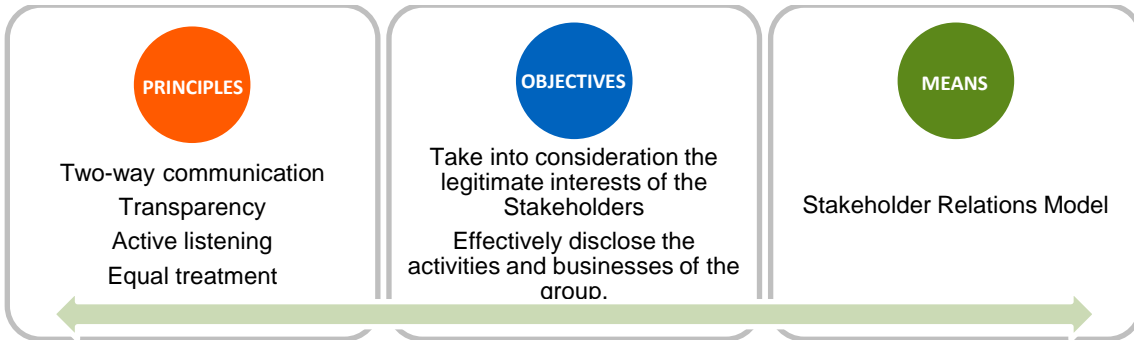 PRINCIPLES
Two-way communication
Transparency
Active listening
Equal treatment
OBJECTIVES
Take into consideration the
legitimate interests of the
Stakeholders
Effectively disclose the
activities and businesses of the
group.
MEANS
Stakeholder Relations Model